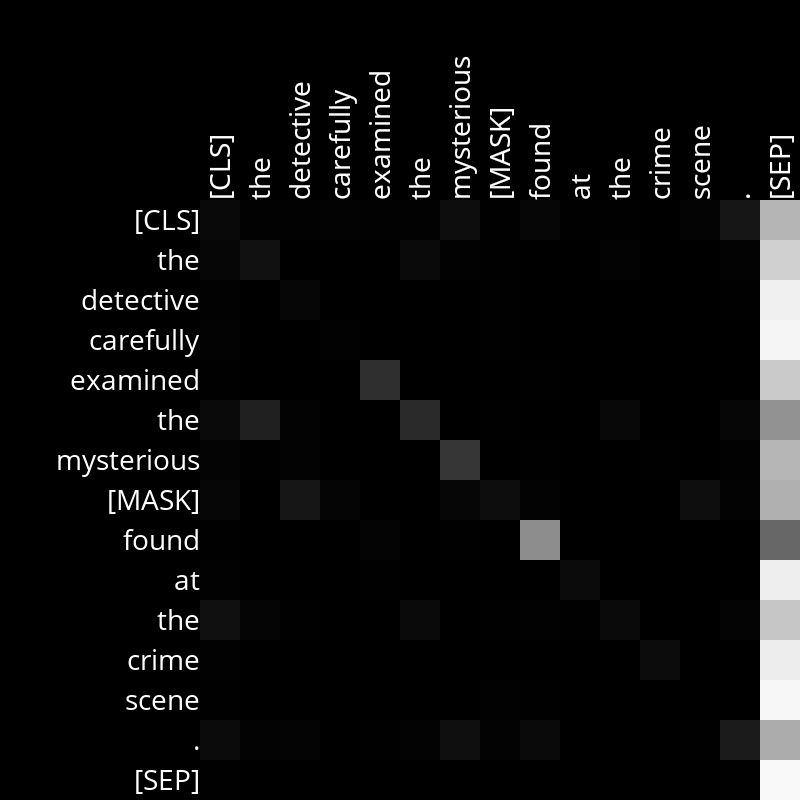 [CLS] the detective carefully examined the mysterious [MASK] found at the crime scene . [SEP]
[CLS]
the
detective
carefully
examined
the
mysterious
[MASK]
found
at
the
crime
scene
.
[SEP]